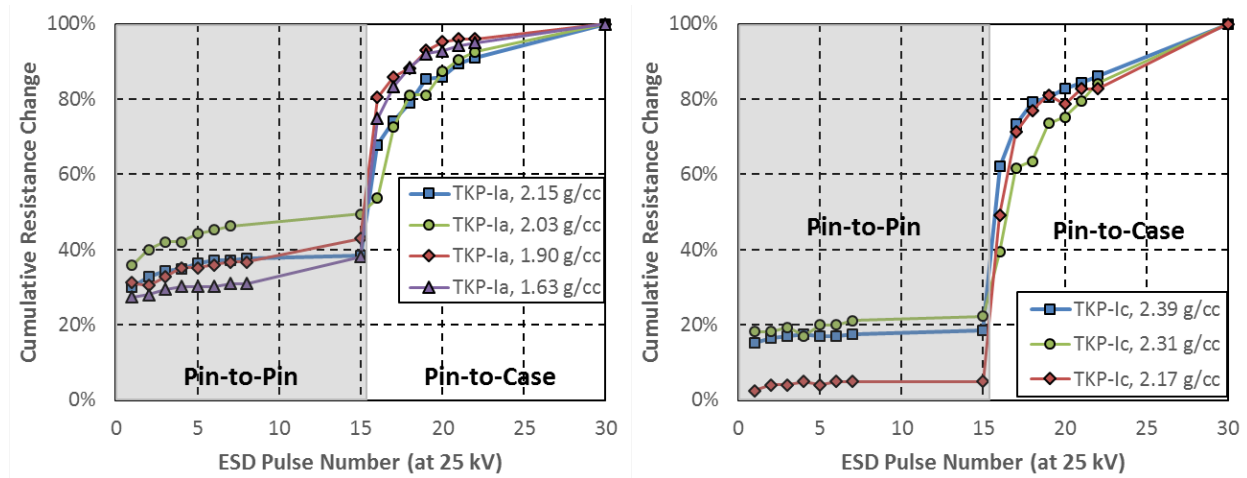 100%
80%
60%
40%
20%
0%
Cumulative Resistance Change
TKP-Ia, 2.15 g/cc
TKP-Ia, 2.03 g/cc
TKP-Ia, 1.90 g/cc
TKP-Ia, 1.63 g/cc
Pin-to-Pin
Pin-to-Case
0 5 10 15 20 25 30
ESD Pulse Number (at 25 kV)
100%
80%
60%
40%
20%
0%
Cumulative Resistance Change
Pin-to-Pin
Pin-to-Case
TKP-Ic, 2.39 g/cc
TKP-Ic, 2.31 g/cc
TKP-Ic, 2.17 g/cc
0 5 10 15 20 25 30
ESD Pulse Number (at 25 kV)